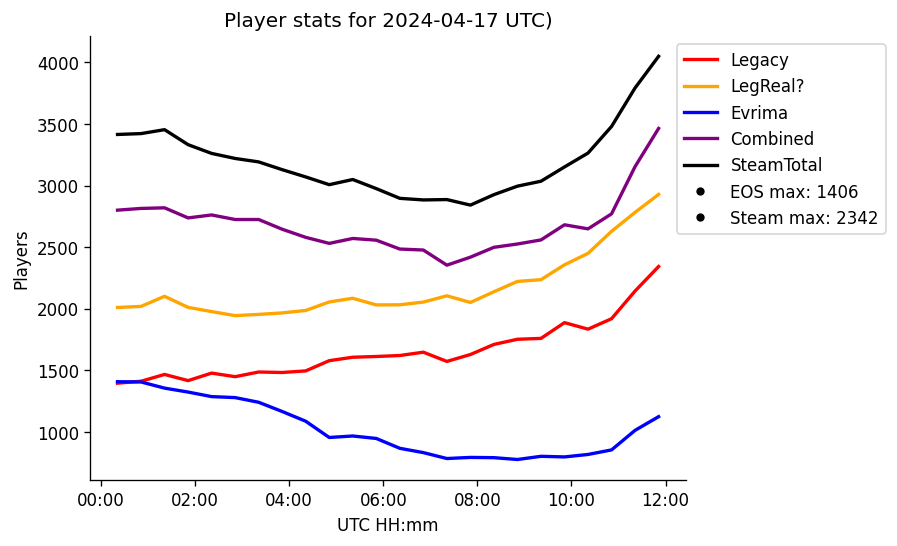 Player stats for 2024-04-17 UTC)
Players
4000
3500
3000
2500
2000
1500
1000
00:00 02:00 04:00 06:00 08:00 10:00 12:00
UTC HH:mm
Legacy
LegReal?
Evrima
Combined
SteamTotal
EOS max: 1406
Steam max: 2342